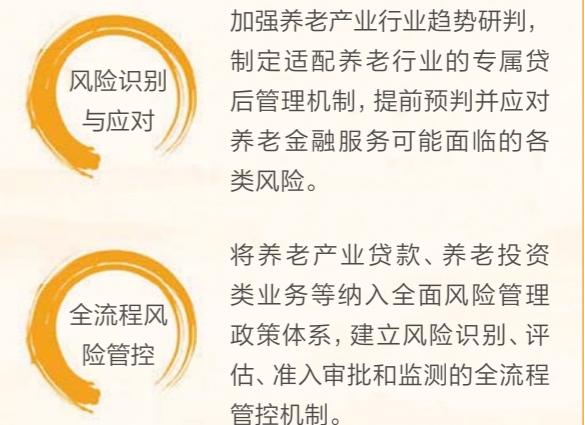 风险识别
与应对
加强养老产业行业趋势研判，
制定适配养老行业的专属贷
后管理机制，提前预判并应对
养老金融服务可能面临的各
类风险。
全流程风
险管控
将养老产业贷款、养老投资
类业务等纳入全面风险管理
政策体系，建立风险识别、评
估、准入审批和监测的全流程
管控机制。